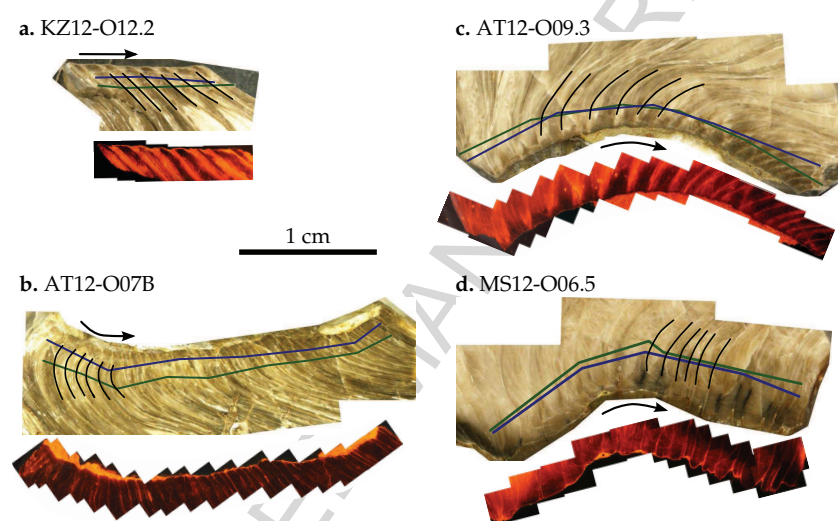 a. KZ12-O12.2
c. AT12-O09.3
1 cm
b. AT12-O07B
d. MS12-O06.5